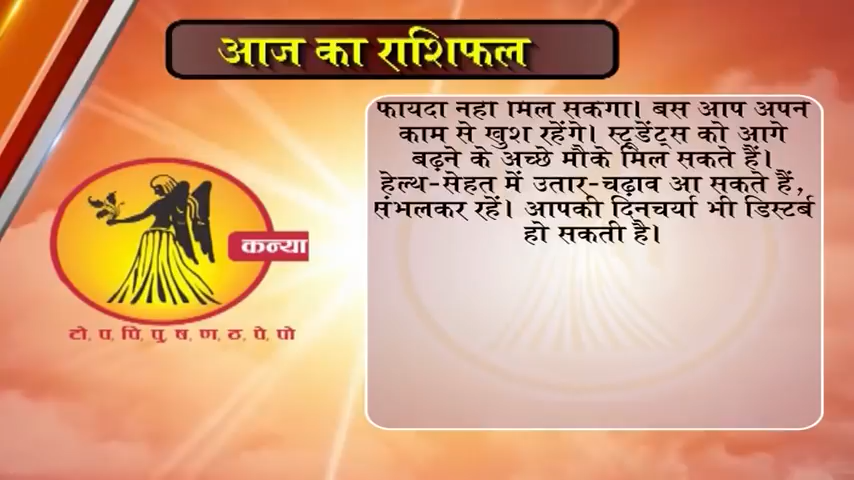 आज का राशिफल
फायदा नहीं मिल सकेगा। बस आप अपने
काम से खुश रहेंगे। स्टूडेंट्स को आगे
बढ़ने के अच्छे मौके मिल सकते हैं।
हेल्थ-सेहत में उतार-चढ़ाव आ सकते हैं,
संभलकर रहें। आपकी दिनचर्या भी डिस्टर्ब
हो सकती है।
कन्या
टो, प, पि, पु, ष, ण, ठ, पे, पो